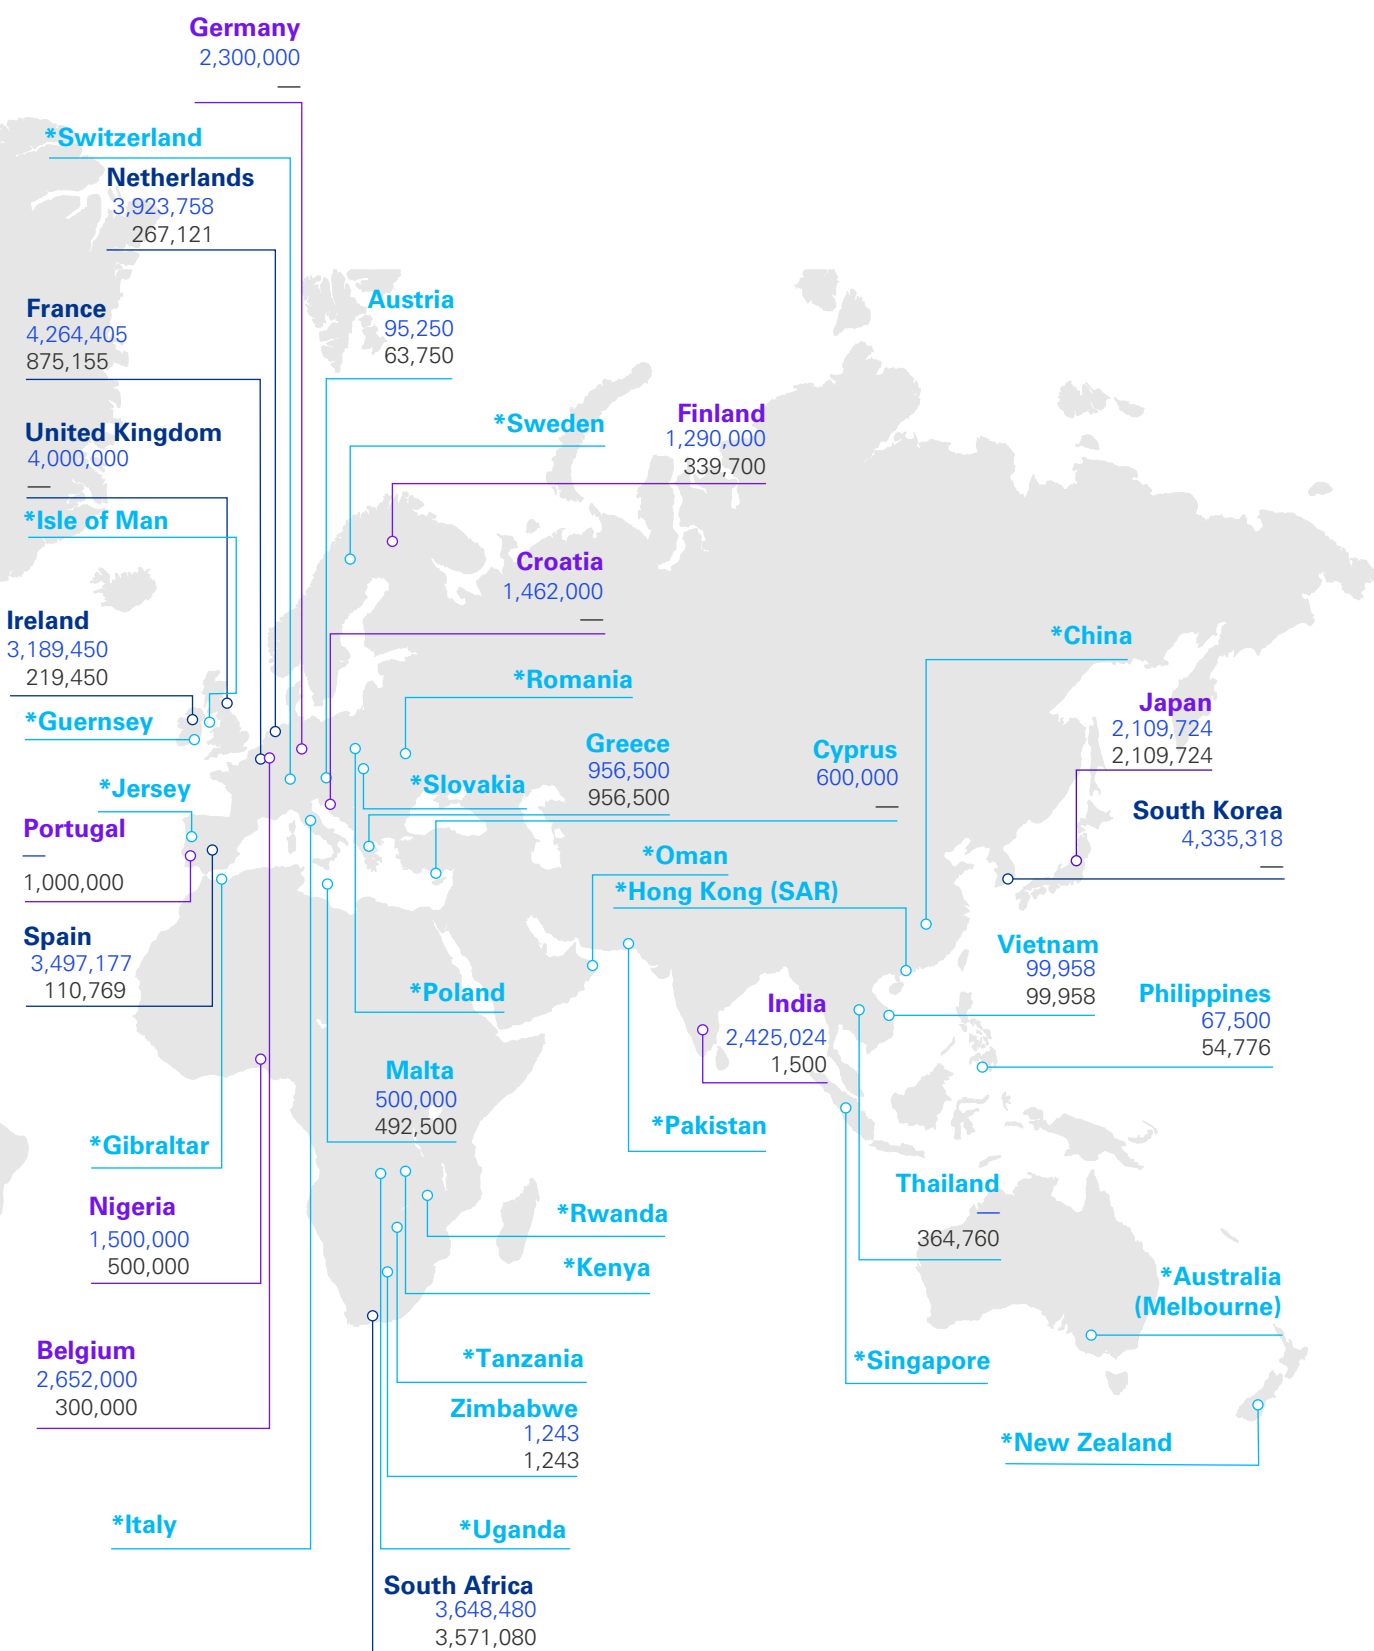 Germany
2,300,000
—
*Switzerland
Netherlands
3,923,758
267,121
France
4,264,405
875,155
Austria
95,250
63,750
United Kingdom
4,000,000
—
*Sweden
Finland
1,290,000
339,700
*Isle of Man
Croatia
1,462,000
—
Ireland
3,189,450
219,450
*China
*Romania
*Guernsey
Japan
2,109,724
2,109,724
Greece
956,500
956,500
Cyprus
600,000
—
*Slovakia
*Jersey
South Korea
4,335,318
—
Portugal
—
1,000,000
*Oman
*Hong Kong (SAR)
Spain
3,497,177
110,769
Vietnam
99,958
99,958
*Poland
India
2,425,024
1,500
Philippines
67,500
54,776
Malta
500,000
492,500
*Pakistan
*Gibraltar
Thailand
—
364,760
Nigeria
1,500,000
500,000
*Rwanda
*Kenya
*Australia
(Melbourne)
Belgium
2,652,000
300,000
*Tanzania
*Singapore
Zimbabwe
1,243
1,243
*New Zealand
*Italy
*Uganda
South Africa
3,648,480
3,571,080